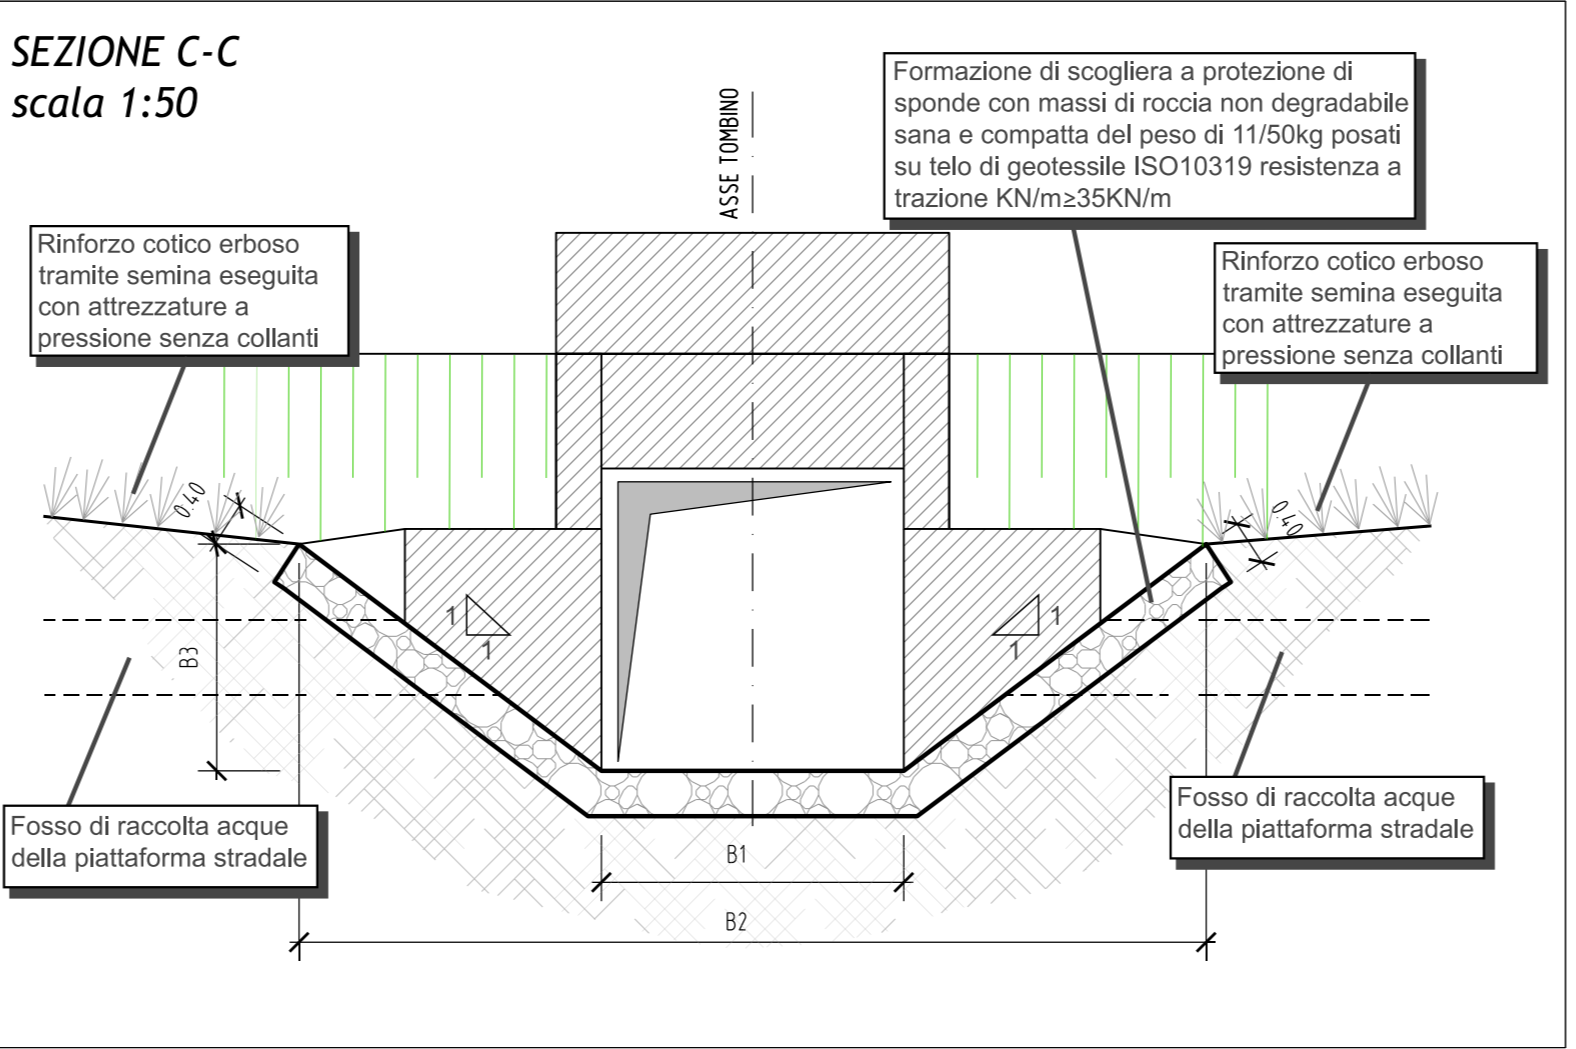 SEZIONE C-C
scala 1:50
ASSE TOMBINO
Formazione di scogliera a protezione di
sponde con massi di roccia non degradabile
sana e compatta del peso di 11/50kg posati
su telo di geotessile ISO10319 resistenza a
trazione KN/m≥35KN/m
Rinforzo cotico erboso
tramite semina eseguita
con attrezzature a
pressione senza collanti
Rinforzo cotico erboso
tramite semina eseguita
con attrezzature a
pressione senza collanti
0.40
0.40
1
1
1
1
B3
Fosso di raccolta acque
della piattaforma stradale
Fosso di raccolta acque
della piattaforma stradale
B1
B2